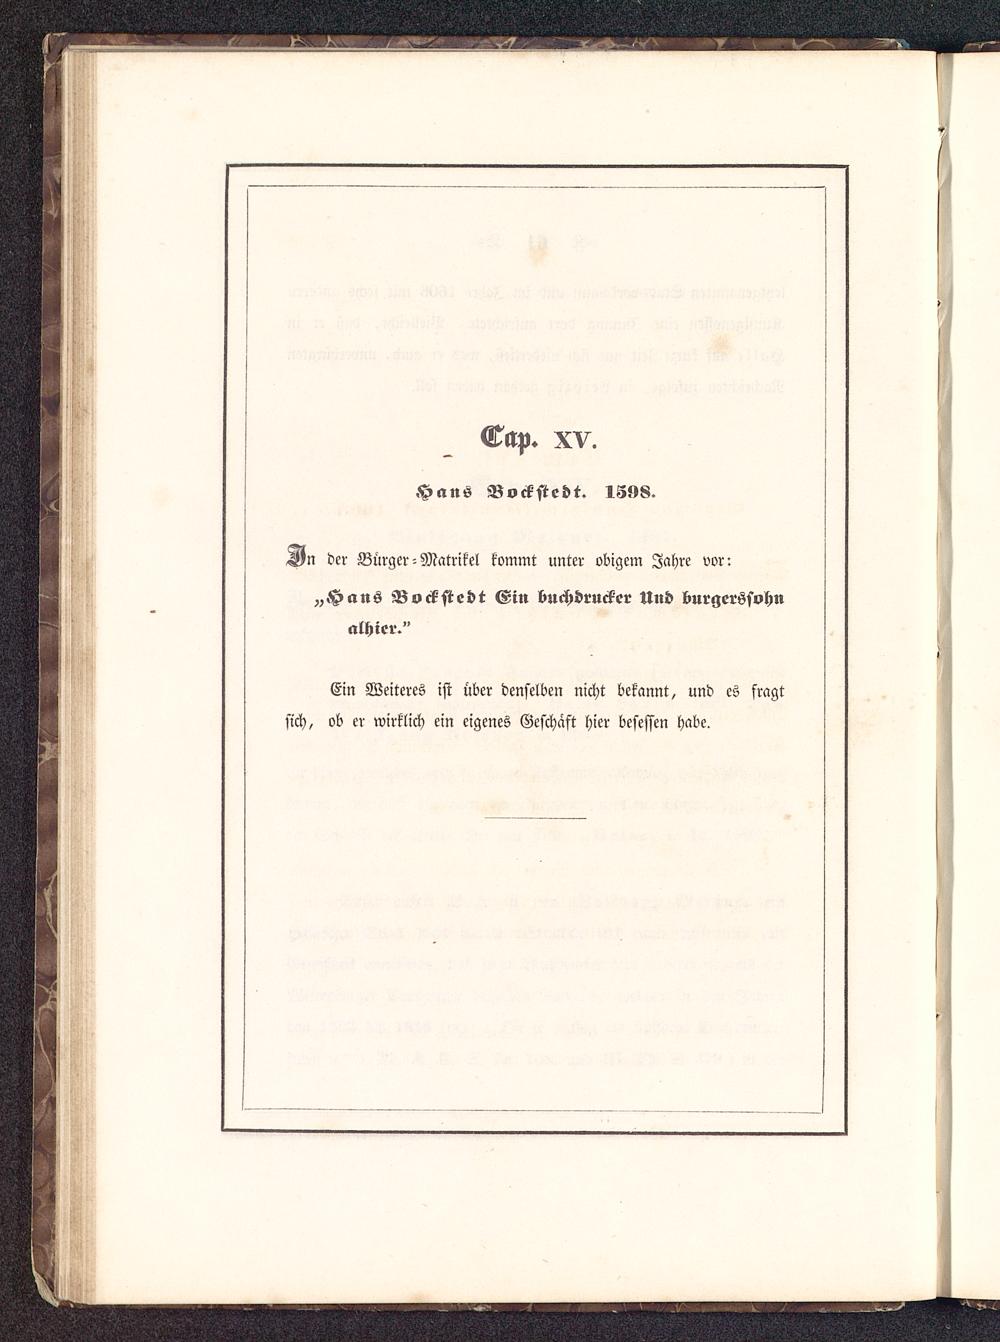 Cap. XV.
Hans Bockstedt. 1598.
In der Bürger-Matrikel kommt unter obigem Jahre vor:
„Hans Bockstedt Ein buchdrucker Und burgerssohn
alhier.”
Ein Weiteres ist über denselben nicht bekannt, und es fragt
sich, ob er wirklich ein eigenes Geschäft hier besessen habe.